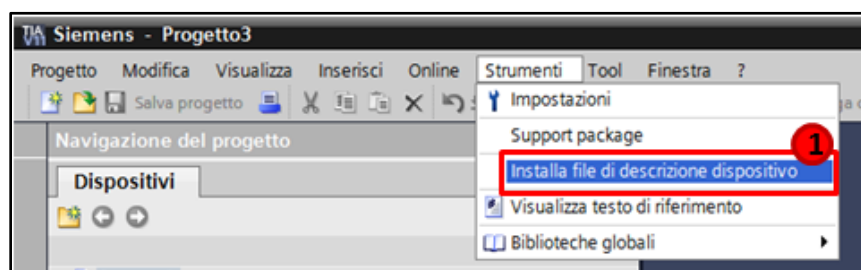 Siemens - Progetto3
Progetto Modifica Visualizza Inserisci Online Strumenti Tool Finestra ?
Salva progetto
Impostazioni
Navigazione del progetto
Support package
1
Installa file di descrizione dispositivo
Dispositivi
Visualizza testo di riferimento
Biblioteche globali